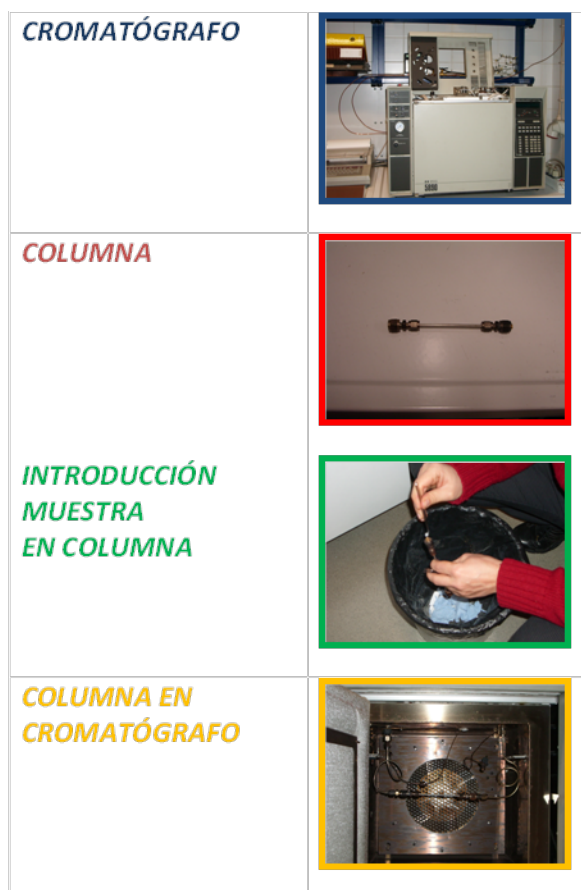 CROMATÓGRAFO
COLUMNA
INTRODUCCIÓN
MUESTRA
EN COLUMNA
COLUMNA EN
CROMATÓGRAFO